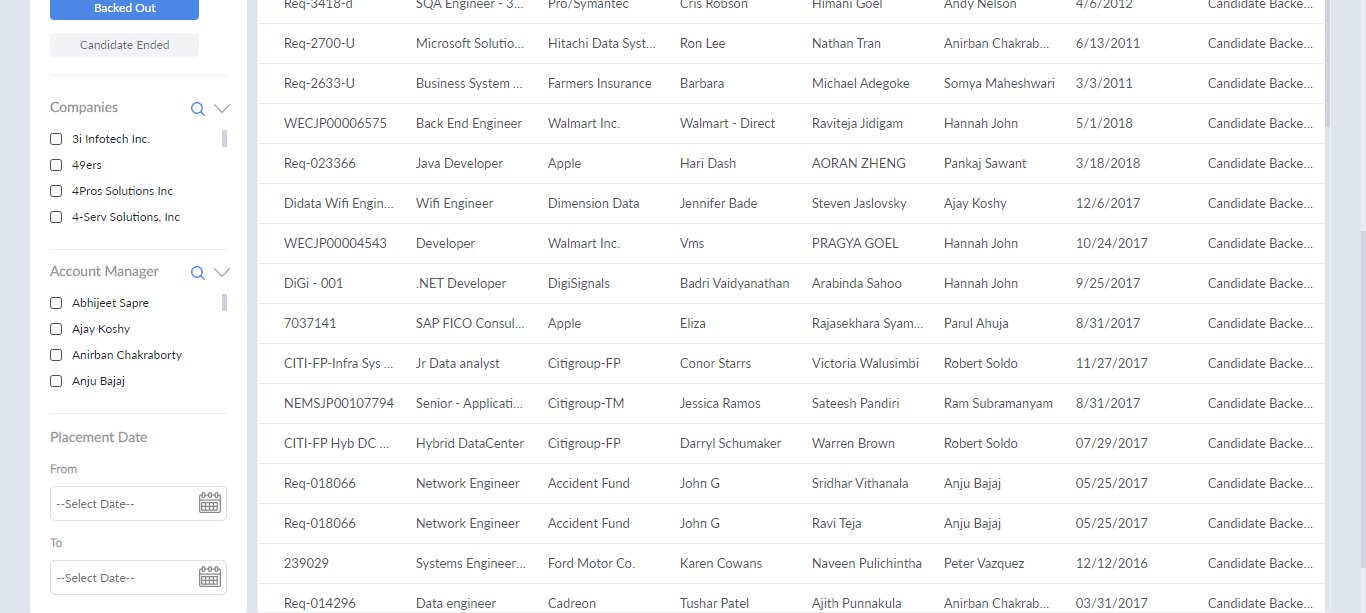 Backed Out
Candidate Ended
Companies
3i Infotech Inc.
49ers
4Pros Solutions Inc
4-Serv Solutions, Inc
Account Manager
Abhijeet Sapre
Ajay Koshy
Anirban Chakraborty
Anju Bajaj
Placement Date
From
--Select Date--
To
--Select Date--
Req-3418-d SQA Engineer - 3... Pro/Symantec Cris Robson Himani Goel Andy Nelson 4/6/2012 Candidate Backe...
Req-2700-U Microsoft Solutio... Hitachi Data Syst... Ron Lee Nathan Tran Anirban Chakrab... 6/13/2011 Candidate Backe...
Req-2633-U Business System ... Farmers Insurance Barbara Michael Adegoke Somya Maheshwari 3/3/2011 Candidate Backe...
WECJP00006575 Back End Engineer Walmart Inc. Walmart - Direct Raviteja Jidigam Hannah John 5/1/2018 Candidate Backe...
Req-023366 Java Developer Apple Hari Dash AORAN ZHENG Pankaj Sawant 3/18/2018 Candidate Backe...
Didata Wifi Engin... Wifi Engineer Dimension Data Jennifer Bade Steven Jaslovsky Ajay Koshy 12/6/2017 Candidate Backe...
WECJP00004543 Developer Walmart Inc. Vms PRAGYA GOEL Hannah John 10/24/2017 Candidate Backe...
DiGi - 001 .NET Developer DigiSignals Badri Vaidyanathan Arabinda Sahoo Hannah John 9/25/2017 Candidate Backe...
7037141 SAP FICO Consul... Apple Eliza Rajasekhara Syam... Parul Ahuja 8/31/2017 Candidate Backe...
CITI-FP-Infra Sys ... Jr Data analyst Citigroup-FP Conor Starrs Victoria Walusimbi Robert Soldo 11/27/2017 Candidate Backe...
NEMSJP00107794 Senior - Applicati... Citigroup-TM Jessica Ramos Sateesh Pandiri Ram Subramanyam 8/31/2017 Candidate Backe...
CITI-FP Hyb DC ... Hybrid DataCenter Citigroup-FP Darryl Schumaker Warren Brown Robert Soldo 07/29/2017 Candidate Backe...
Req-018066 Network Engineer Accident Fund John G Sridhar Vithanala Anju Bajaj 05/25/2017 Candidate Backe...
Req-018066 Network Engineer Accident Fund John G Ravi Teja Anju Bajaj 05/25/2017 Candidate Backe...
239029 Systems Engineer... Ford Motor Co. Karen Cowans Naveen Pulichintha Peter Vazquez 12/12/2016 Candidate Backe...
Req-014296 Data engineer Cadreon Tushar Patel Ajith Punnakula Anirban Chakrab... 03/31/2017 Candidate Backe...